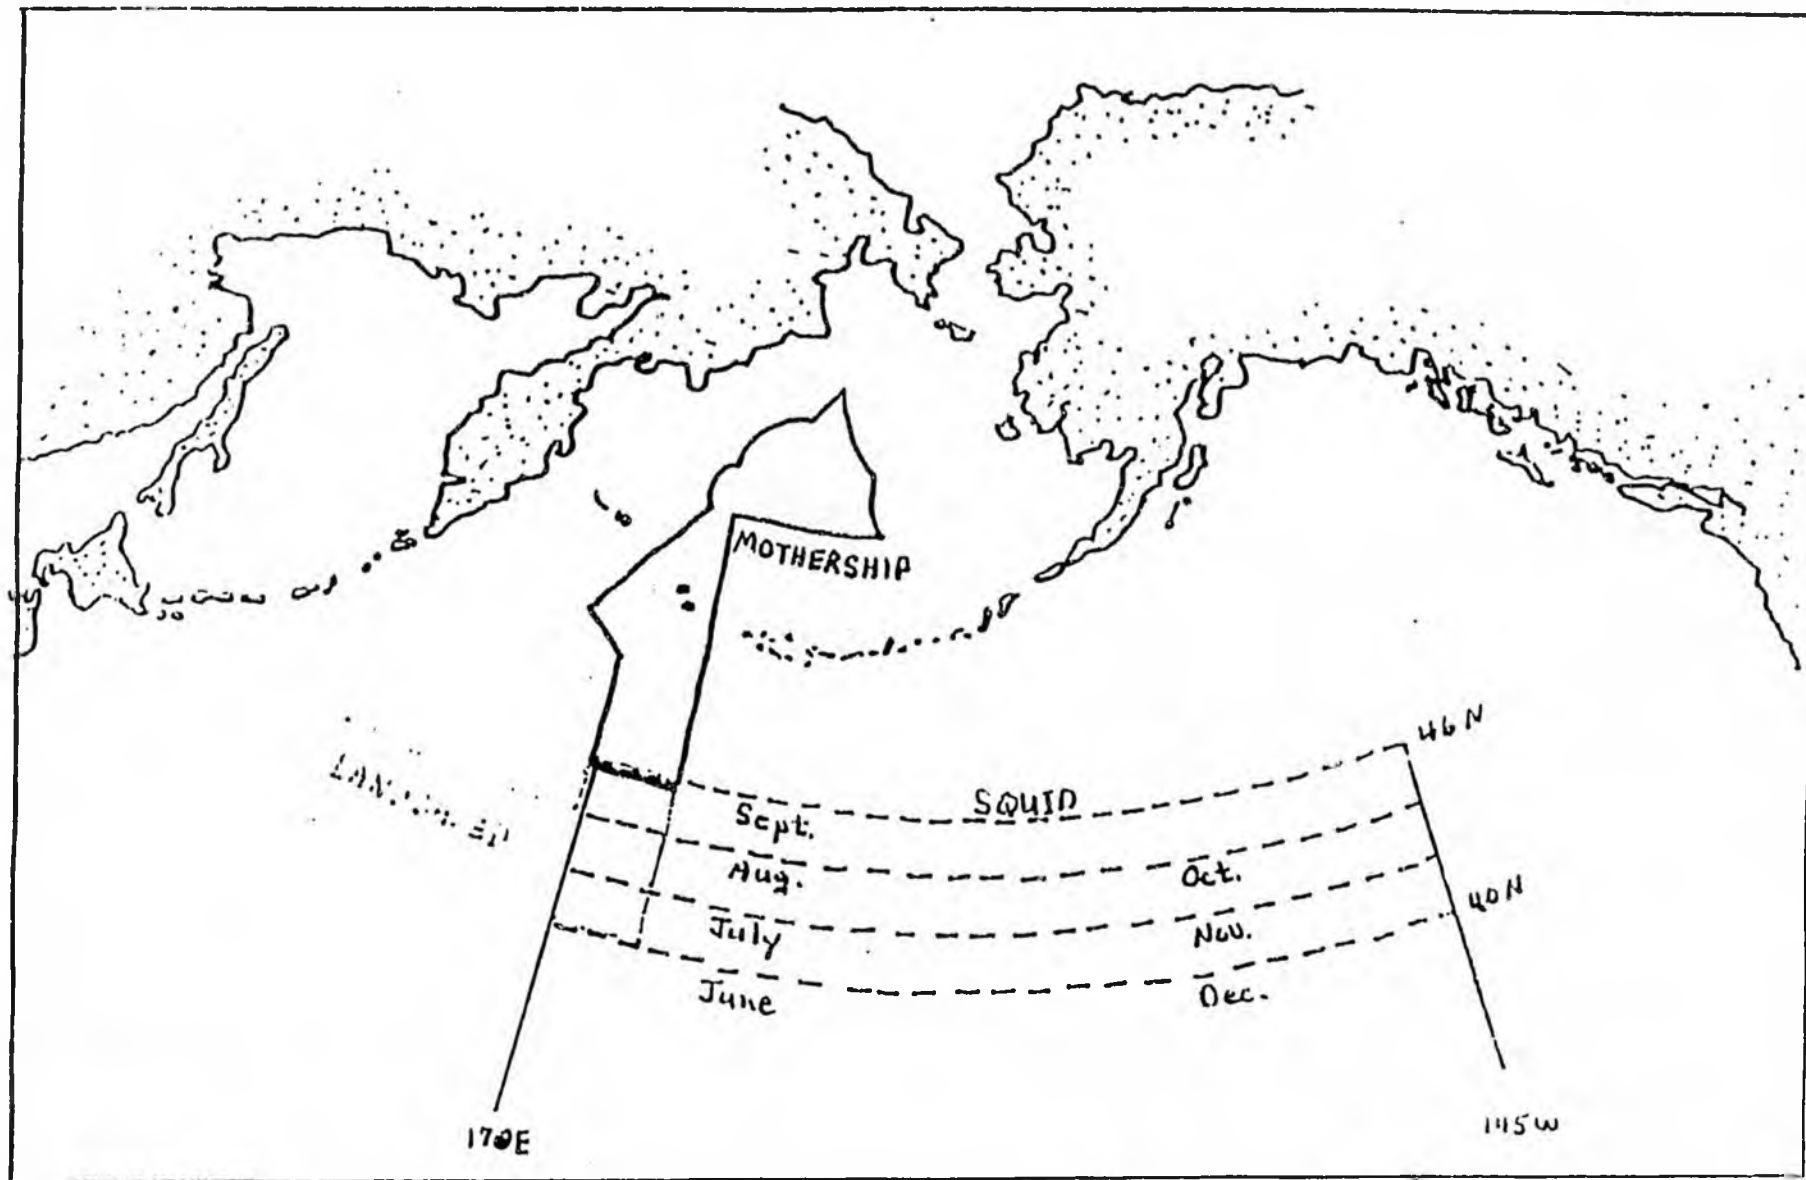 MOTHERSHIP
46N
SQUID
Sept.
Aug.
Oct.
40N
July
Nov.
June
Dec.
170E
145W